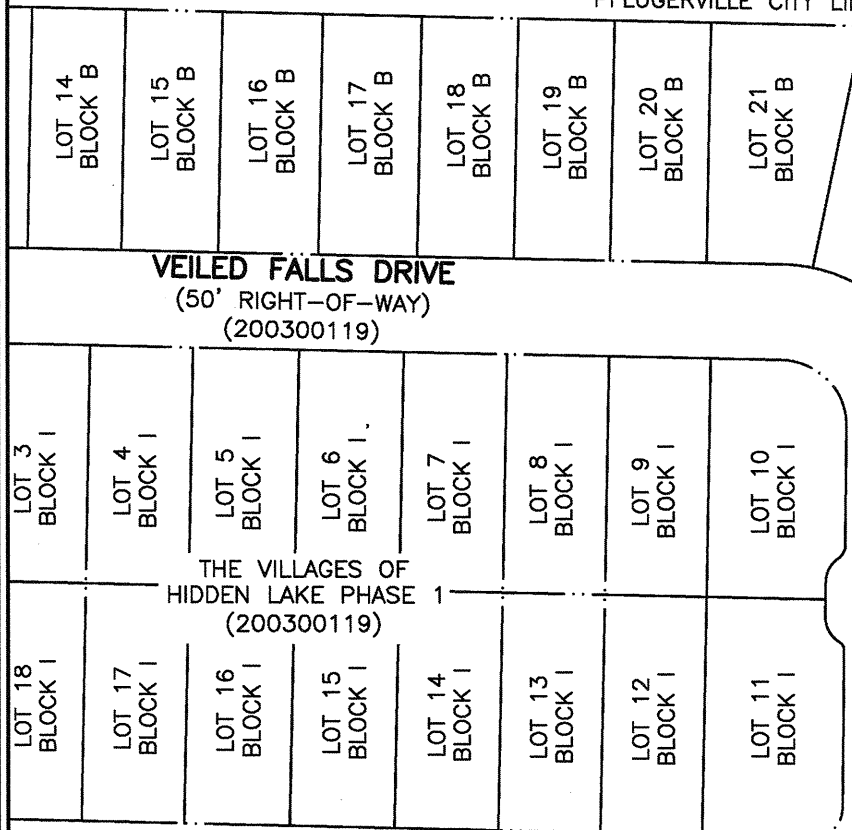 PFLUGERVILLE CITY
LOT 14
BLOCK B
LOT 15
BLOCK B
LOT 16
BLOCK B
LOT 17
BLOCK B
LOT 18
BLOCK B
LOT 19
BLOCK B
LOT 20
BLOCK B
LOT 21
BLOCK B
VEILED FALLS DRIVE
(50' RIGHT-OF-WAY)
(200300119)
LOT 3
BLOCK I
LOT 4
BLOCK I
LOT 5
BLOCK I
LOT 6
BLOCK I
LOT 7
BLOCK I
LOT 8
BLOCK I
LOT 9
BLOCK I
LOT 10
BLOCK I
THE VILLAGES OF
HIDDEN LAKE PHASE 1
(200300119)
LOT 18
BLOCK I
LOT 17
BLOCK I
LOT 16
BLOCK I
LOT 15
BLOCK I
LOT 14
BLOCK I
LOT 13
BLOCK I
LOT 12
BLOCK I
LOT 11
BLOCK I